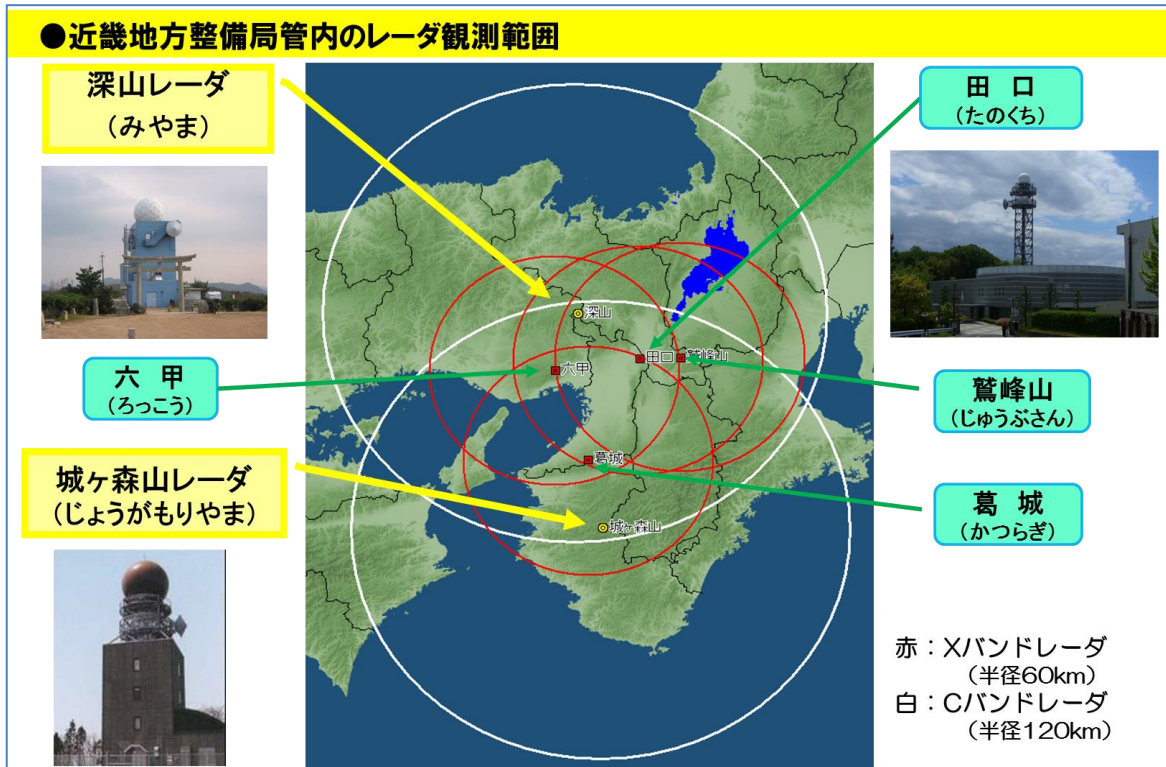 ●近畿地方整備局管内のレーダ観測範囲
深山レーダ
(みやま)
田 口
(たのくち)
六 甲
(ろっこう)
鷲峰山
(じゅうぶさん)
城ヶ森山レーダ
(じょうがもりやま)
葛 城
(かつらぎ)
深山
田口
鷲峰山
六甲
葛城
城ヶ森山
赤：Xバンドレーダ
(半径60km)
白：Cバンドレーダ
(半径120km)